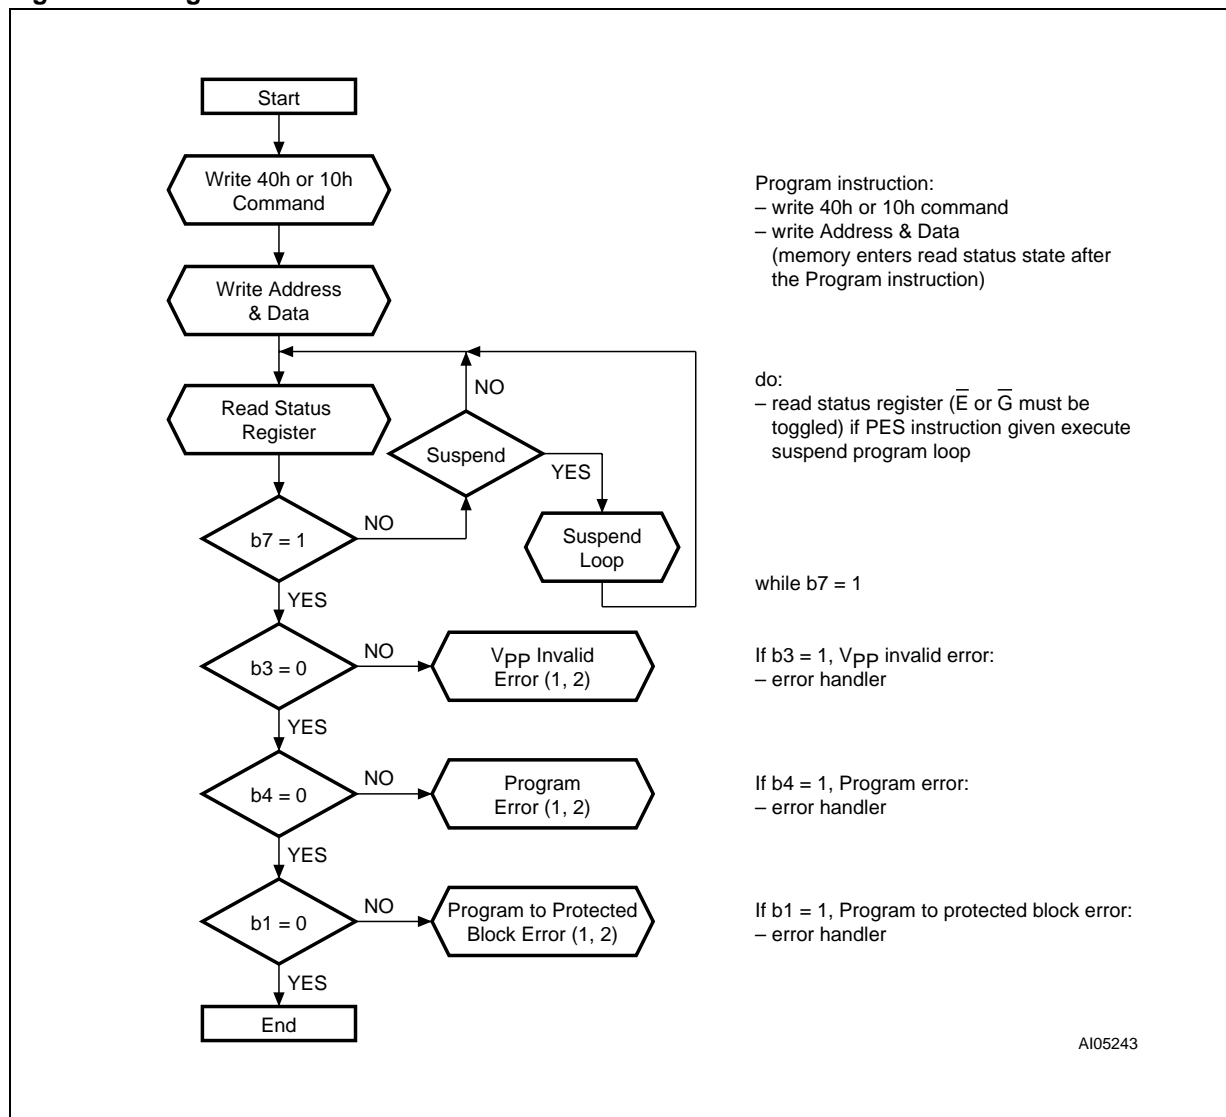 Start
Write 40h or 10h
Command
Write Address
& Data
Read Status
Register
NO
Suspend
YES
Suspend
Loop
b7 = 1
NO
YES
b3 = 0
NO
VPP Invalid
Error (1, 2)
YES
b4 = 0
NO
Program
Error (1, 2)
YES
b1 = 0
NO
Program to Protected
Block Error (1, 2)
YES
End
Program instruction:
– write 40h or 10h command
– write Address & Data
(memory enters read status state after
the Program instruction)
do:
– read status register (E̅ or G̅ must be
toggled) if PES instruction given execute
suspend program loop
while b7 = 1
If b3 = 1, VPP invalid error:
– error handler
If b4 = 1, Program error:
– error handler
If b1 = 1, Program to protected block error:
– error handler
AI05243